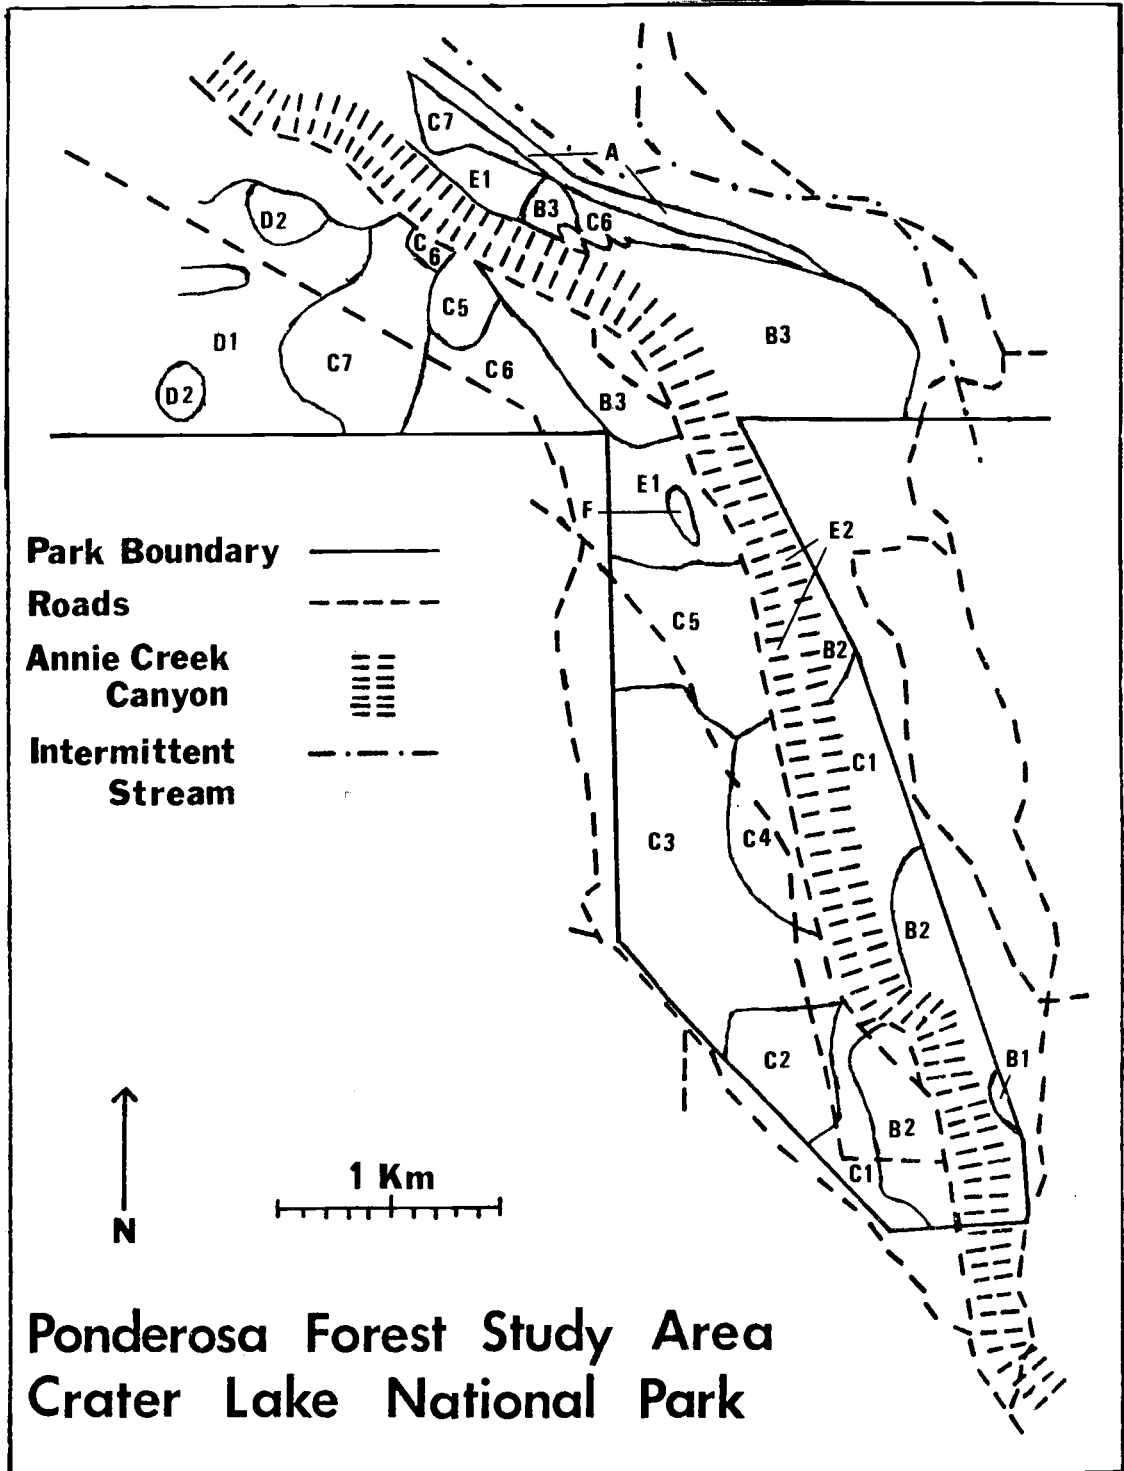 C7
A
E1
B3
C6
D2
C6
C5
B3
D1
C7
C6
D2
B3
E1
F
E2
Park Boundary
Roads
C5
Annie Creek
Canyon
B2
Intermittent
Stream
C1
C3
C4
B2
C2
B1
B2
C1
1 Km
N
Ponderosa Forest Study Area
Crater Lake National Park